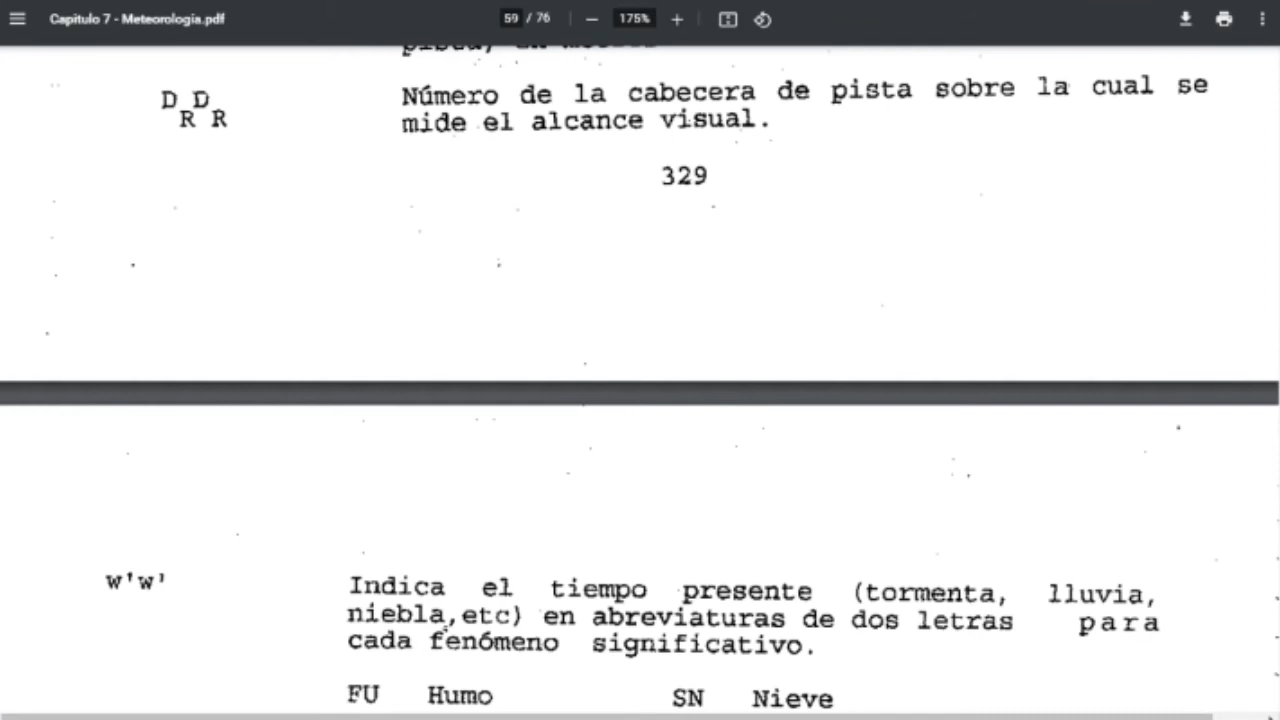 Capitulo 7 - Meteorologia.pdf
59 / 76
175%
D D
R R
Número de la cabecera de pista sobre la cual se
mide el alcance visual.
329
w'w'
Indica el tiempo presente (tormenta, lluvia,
niebla,etc) en abreviaturas de dos letras para
cada fenómeno significativo.
FU Humo SN Nieve